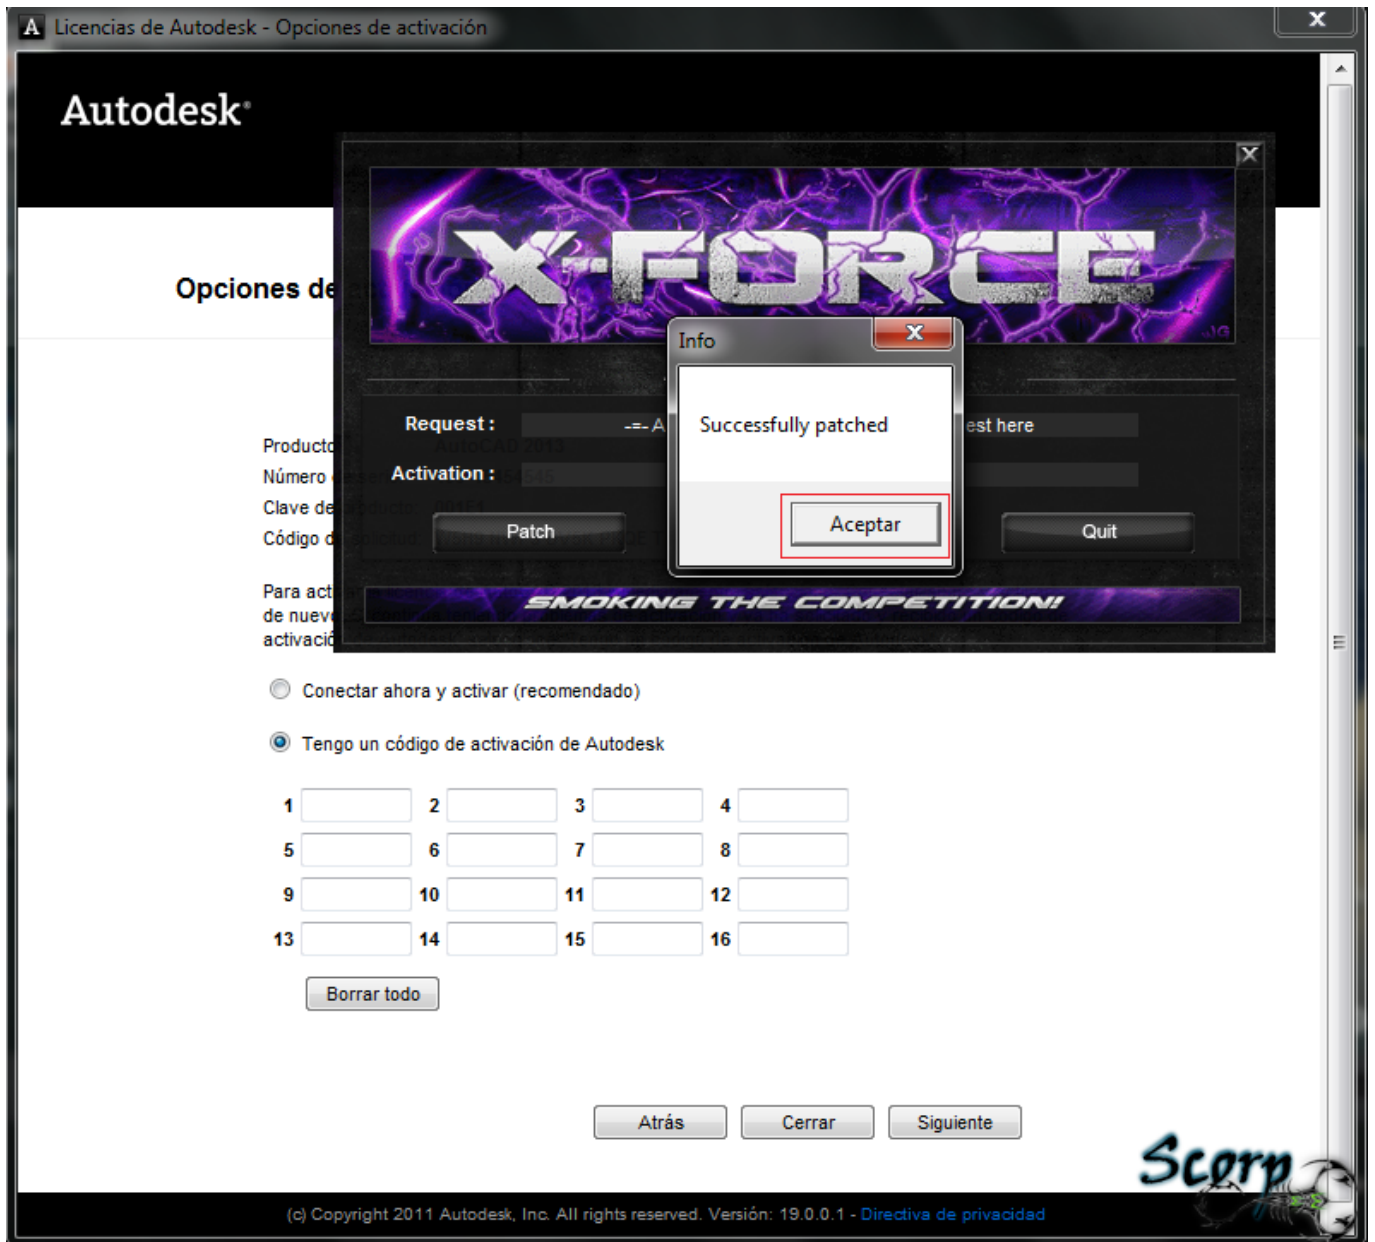 Licencias de Autodesk - Opciones de activación
Autodesk
X-FORCE
JG
Opciones de
Info
Successfully patched
Aceptar
Request :
-=- A
est here
Activation :
Patch
Quit
SMOKING THE COMPETITION!
Producto
AutoCAD 2013
Número
Clave de
Código d
Para act
de nuev
activació
Conectar ahora y activar (recomendado)
Tengo un código de activación de Autodesk
1 2 3 4
5 6 7 8
9 10 11 12
13 14 15 16
Borrar todo
Atrás Cerrar Siguiente
Scorp
(c) Copyright 2011 Autodesk, Inc. All rights reserved. Versión: 19.0.0.1 - Directiva de privacidad